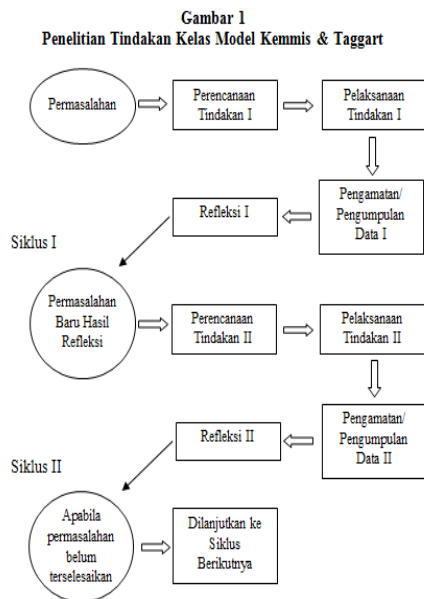 Gambar 1
Penelitian Tindakan Kelas Model Kemmis & Taggart
Permasalahan
Perencanaan
Tindakan I
Pelaksanaan
Tindakan I
Pengamatan/
Pengumpulan
Data I
Refleksi I
Siklus I
Permasalahan
Baru Hasil
Refleksi
Perencanaan
Tindakan II
Pelaksanaan
Tindakan II
Pengamatan/
Pengumpulan
Data II
Refleksi II
Siklus II
Apabila
permasalahan
belum
terselesaikan
Dilanjutkan ke
Siklus
Berikutnya